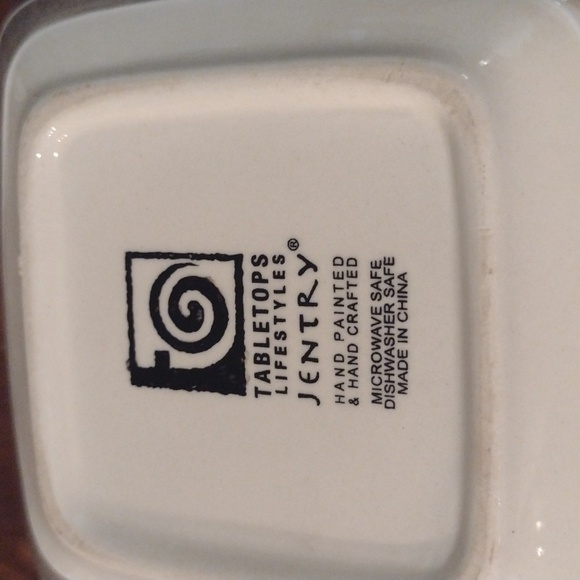 TABLETOPS
LIFESTYLES
JENTRY®
HAND PAINTED
& HAND CRAFTED
MICROWAVE SAFE
DISHWASHER SAFE
MADE IN CHINA